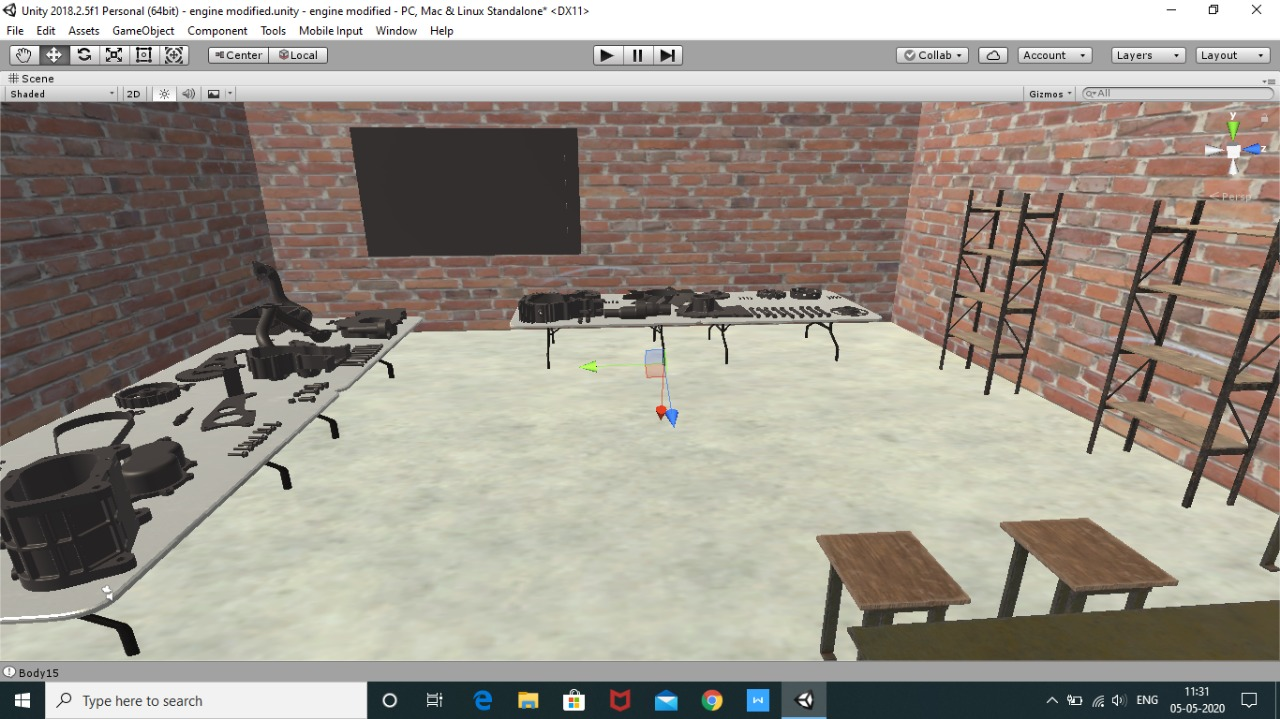 Unity 2018.2.5f1 Personal (64bit) - engine modified.unity - engine modified - PC, Mac & Linux Standalone* <DX11>
File Edit Assets GameObject Component Tools Mobile Input Window Help
Center Local Collab Account Layers Layout
Scene
Shaded 2D Gizmos All
y
z
Persp
Body15
Type here to search
ENG
11:31
05-05-2020